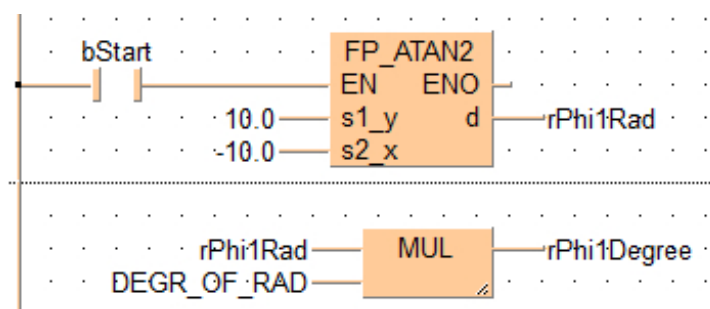 bStart
FP_ATAN2
EN ENO
10.0 s1_y d rPhi1Rad
-10.0 s2_x
rPhi1Rad MUL rPhi1Degree
DEGR_OF_RAD